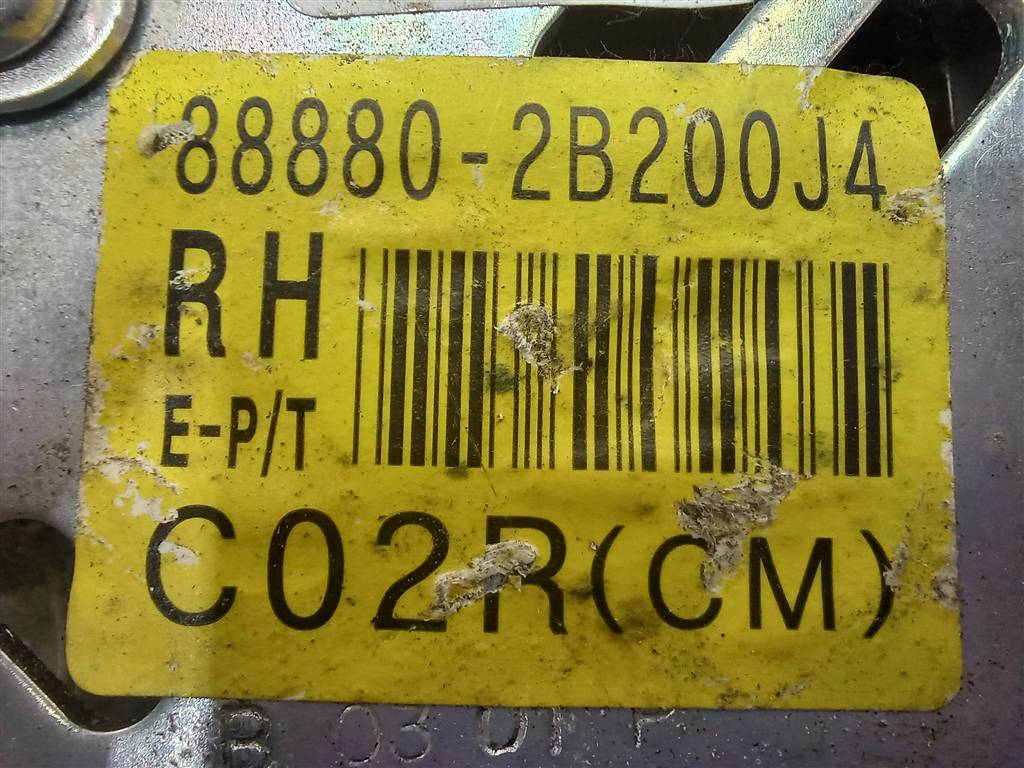 88880-2B200J4
RH
E-P/T
C02R(CM)